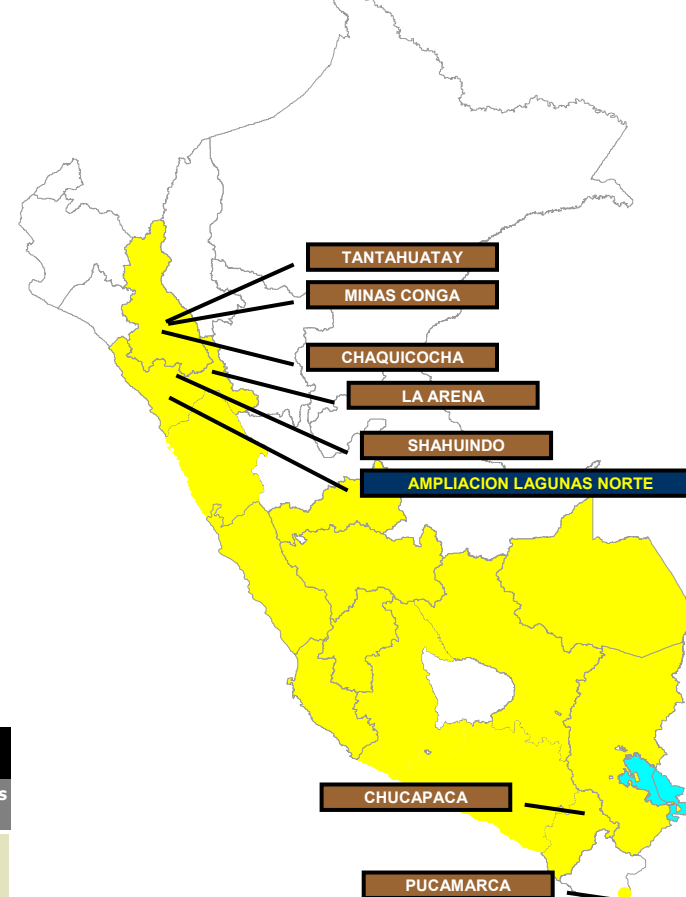 TANTAHUATAY
MINAS CONGA
CHAQUICOCHA
LA ARENA
SHAHUINDO
AMPLIACION LAGUNAS NORTE
s
CHUCAPACA
PUCAMARCA